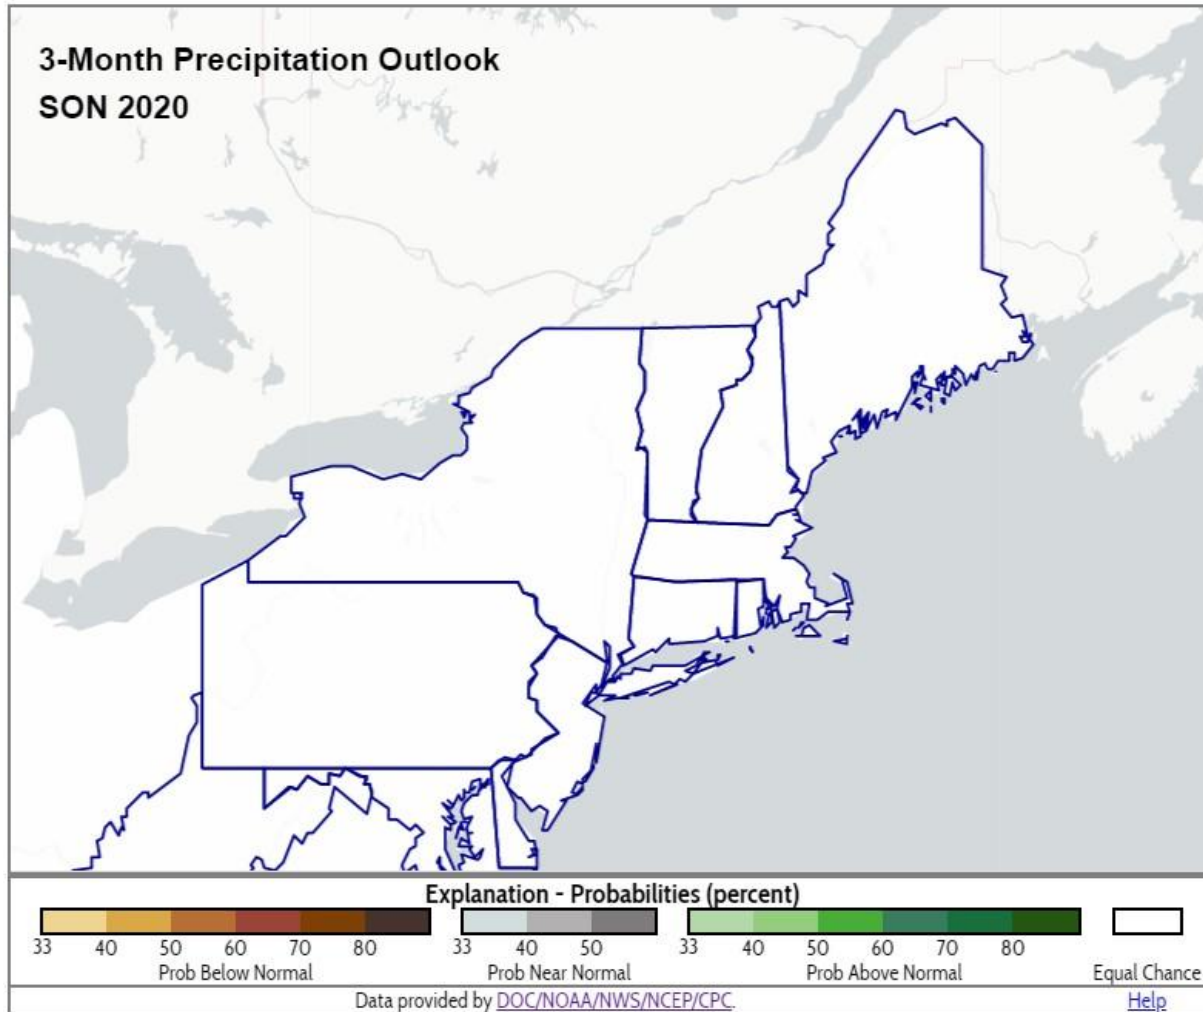 3-Month Precipitation Outlook
SON 2020
Explanation - Probabilities (percent)
33 40 50 60 70 80 33 40 50 33 40 50 60 70 80
Prob Below Normal Prob Near Normal Prob Above Normal Equal Chance
Data provided by DOC/NOAA/NWS/NCEP/CPC. Help